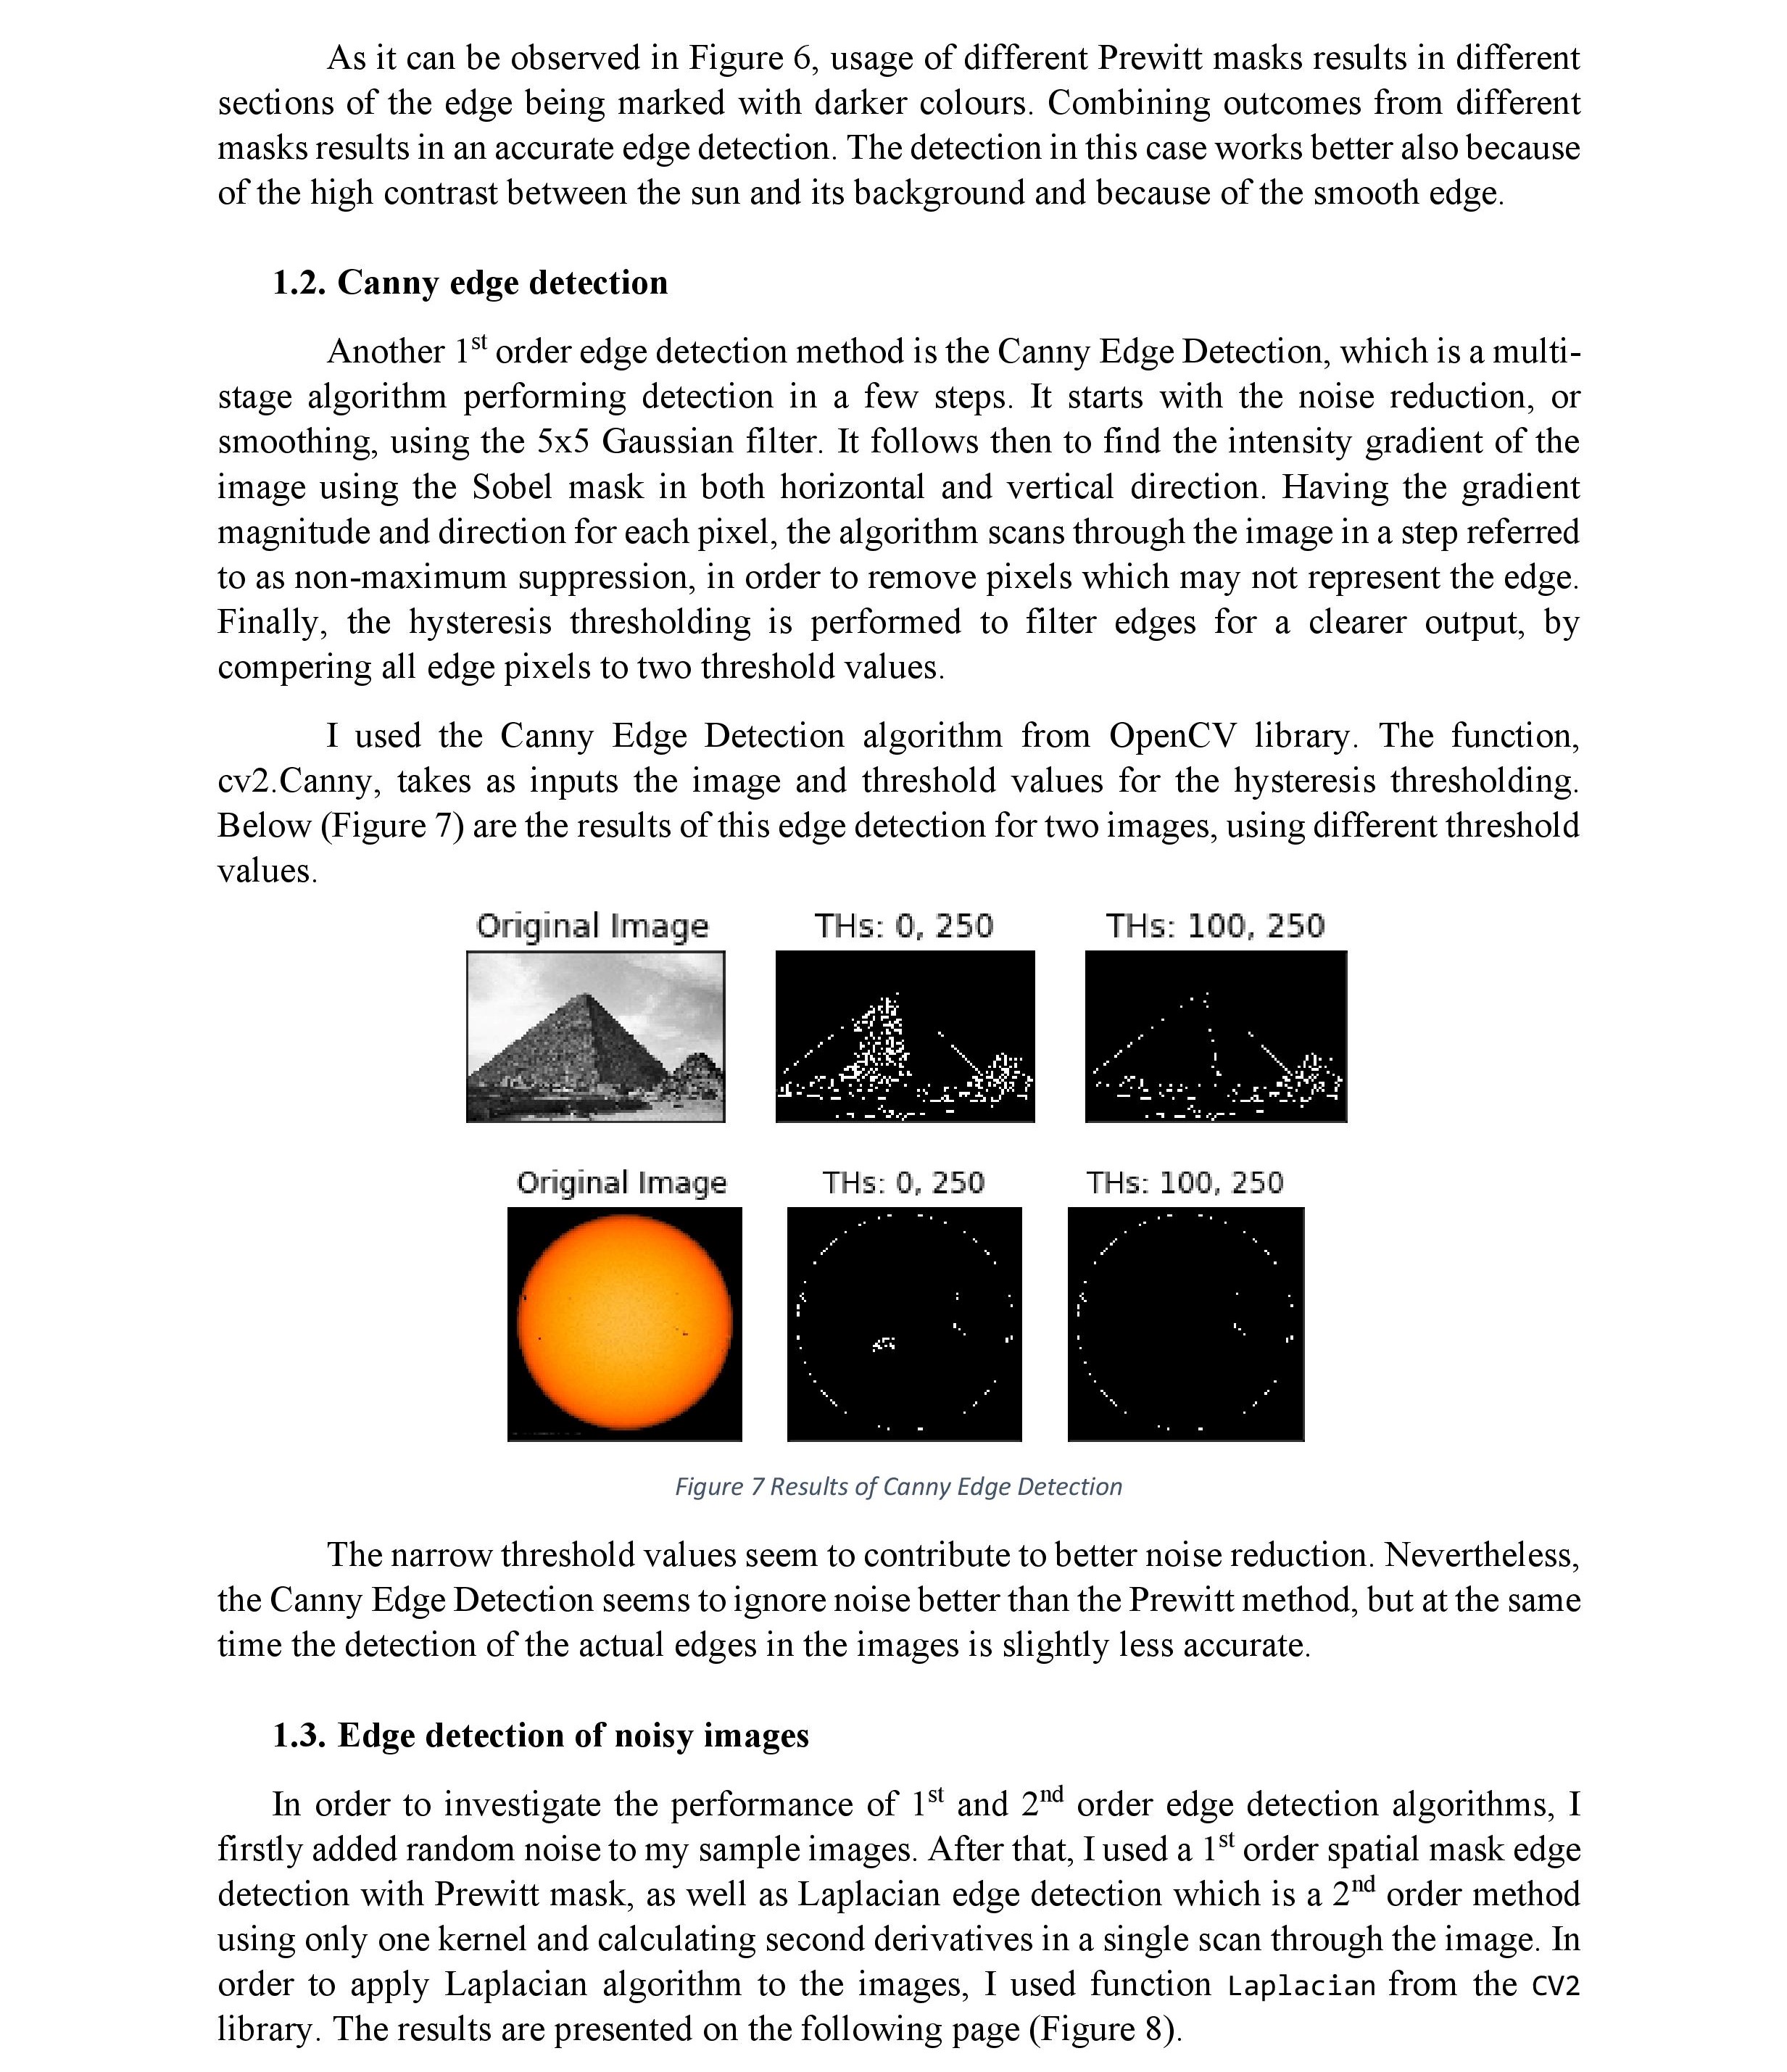 As it can be observed in Figure 6, usage of different Prewitt masks results in different
sections of the edge being marked with darker colours. Combining outcomes from different
masks results in an accurate edge detection. The detection in this case works better also because
of the high contrast between the sun and its background and because of the smooth edge.
1.2. Canny edge detection
Another 1st order edge detection method is the Canny Edge Detection, which is a multi-
stage algorithm performing detection in a few steps. It starts with the noise reduction, or
smoothing, using the 5x5 Gaussian filter. It follows then to find the intensity gradient of the
image using the Sobel mask in both horizontal and vertical direction. Having the gradient
magnitude and direction for each pixel, the algorithm scans through the image in a step referred
to as non-maximum suppression, in order to remove pixels which may not represent the edge.
Finally, the hysteresis thresholding is performed to filter edges for a clearer output, by
compering all edge pixels to two threshold values.
I used the Canny Edge Detection algorithm from OpenCV library. The function,
cv2.Canny, takes as inputs the image and threshold values for the hysteresis thresholding.
Below (Figure 7) are the results of this edge detection for two images, using different threshold
values.
Original Image THs: 0, 250 THs: 100, 250
Original Image THs: 0, 250 THs: 100, 250
Figure 7 Results of Canny Edge Detection
The narrow threshold values seem to contribute to better noise reduction. Nevertheless,
the Canny Edge Detection seems to ignore noise better than the Prewitt method, but at the same
time the detection of the actual edges in the images is slightly less accurate.
1.3. Edge detection of noisy images
In order to investigate the performance of 1st and 2nd order edge detection algorithms, I
firstly added random noise to my sample images. After that, I used a 1st order spatial mask edge
detection with Prewitt mask, as well as Laplacian edge detection which is a 2nd order method
using only one kernel and calculating second derivatives in a single scan through the image. In
order to apply Laplacian algorithm to the images, I used function Laplacian from the CV2
library. The results are presented on the following page (Figure 8).